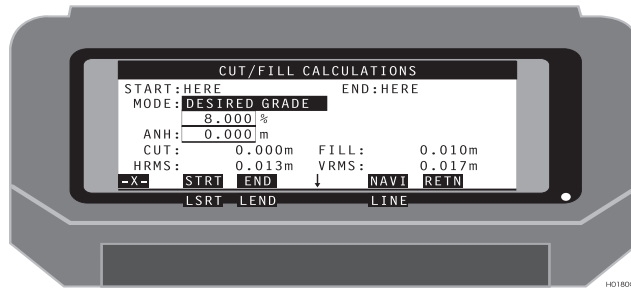 CUT/FILL CALCULATIONS
START:HERE END:HERE
MODE: DESIRED GRADE
8.000 %
ANH: 0.000 m
CUT: 0.000m FILL: 0.010m
HRMS: 0.013m VRMS: 0.017m
-X- STRT END ↓ NAVI RETN
LSRT LEND LINE